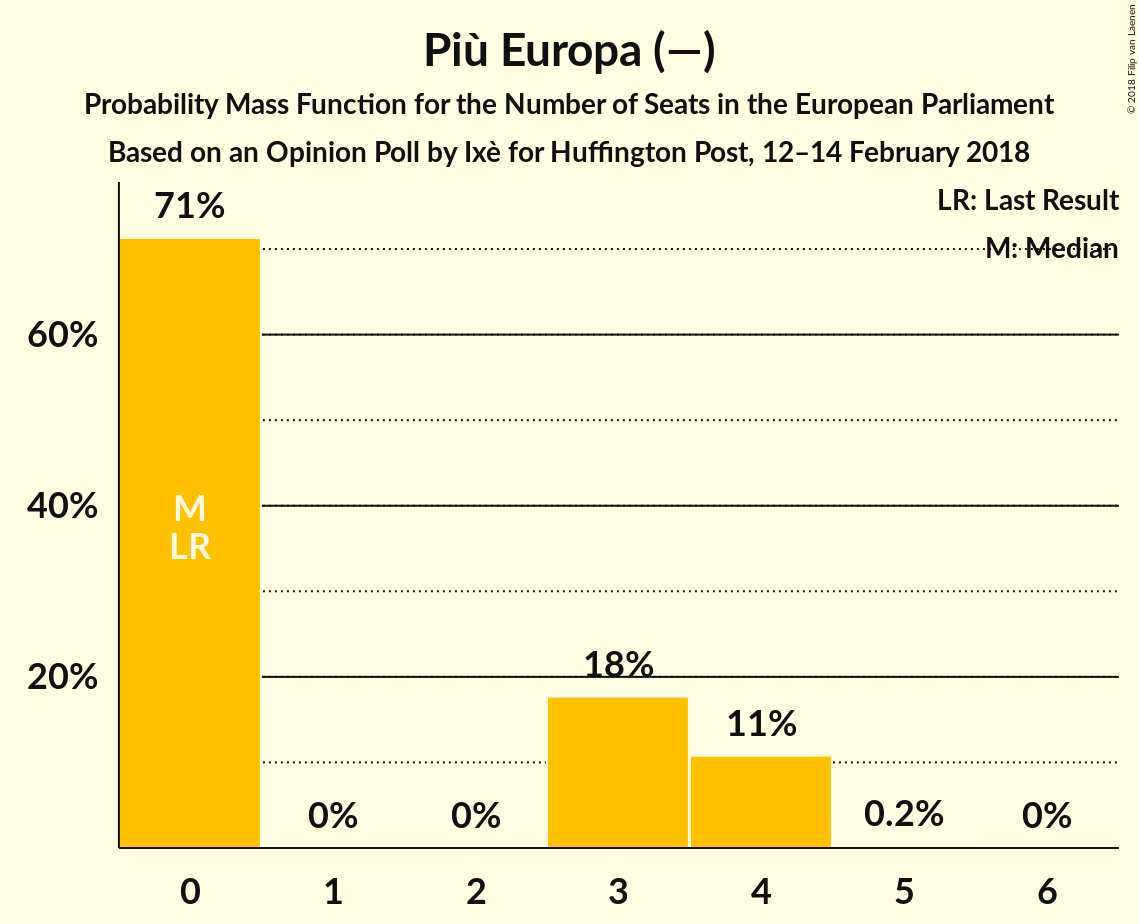 Più Europa (—)
Probability Mass Function for the Number of Seats in the European Parliament
Based on an Opinion Poll by Ixè for Huffington Post, 12–14 February 2018
© 2018 Filip van Laenen
LR: Last Result
M: Median
71%
60%
40%
20%
M
LR
0%
0%
18%
11%
0.2%
0%
0
1
2
3
4
5
6